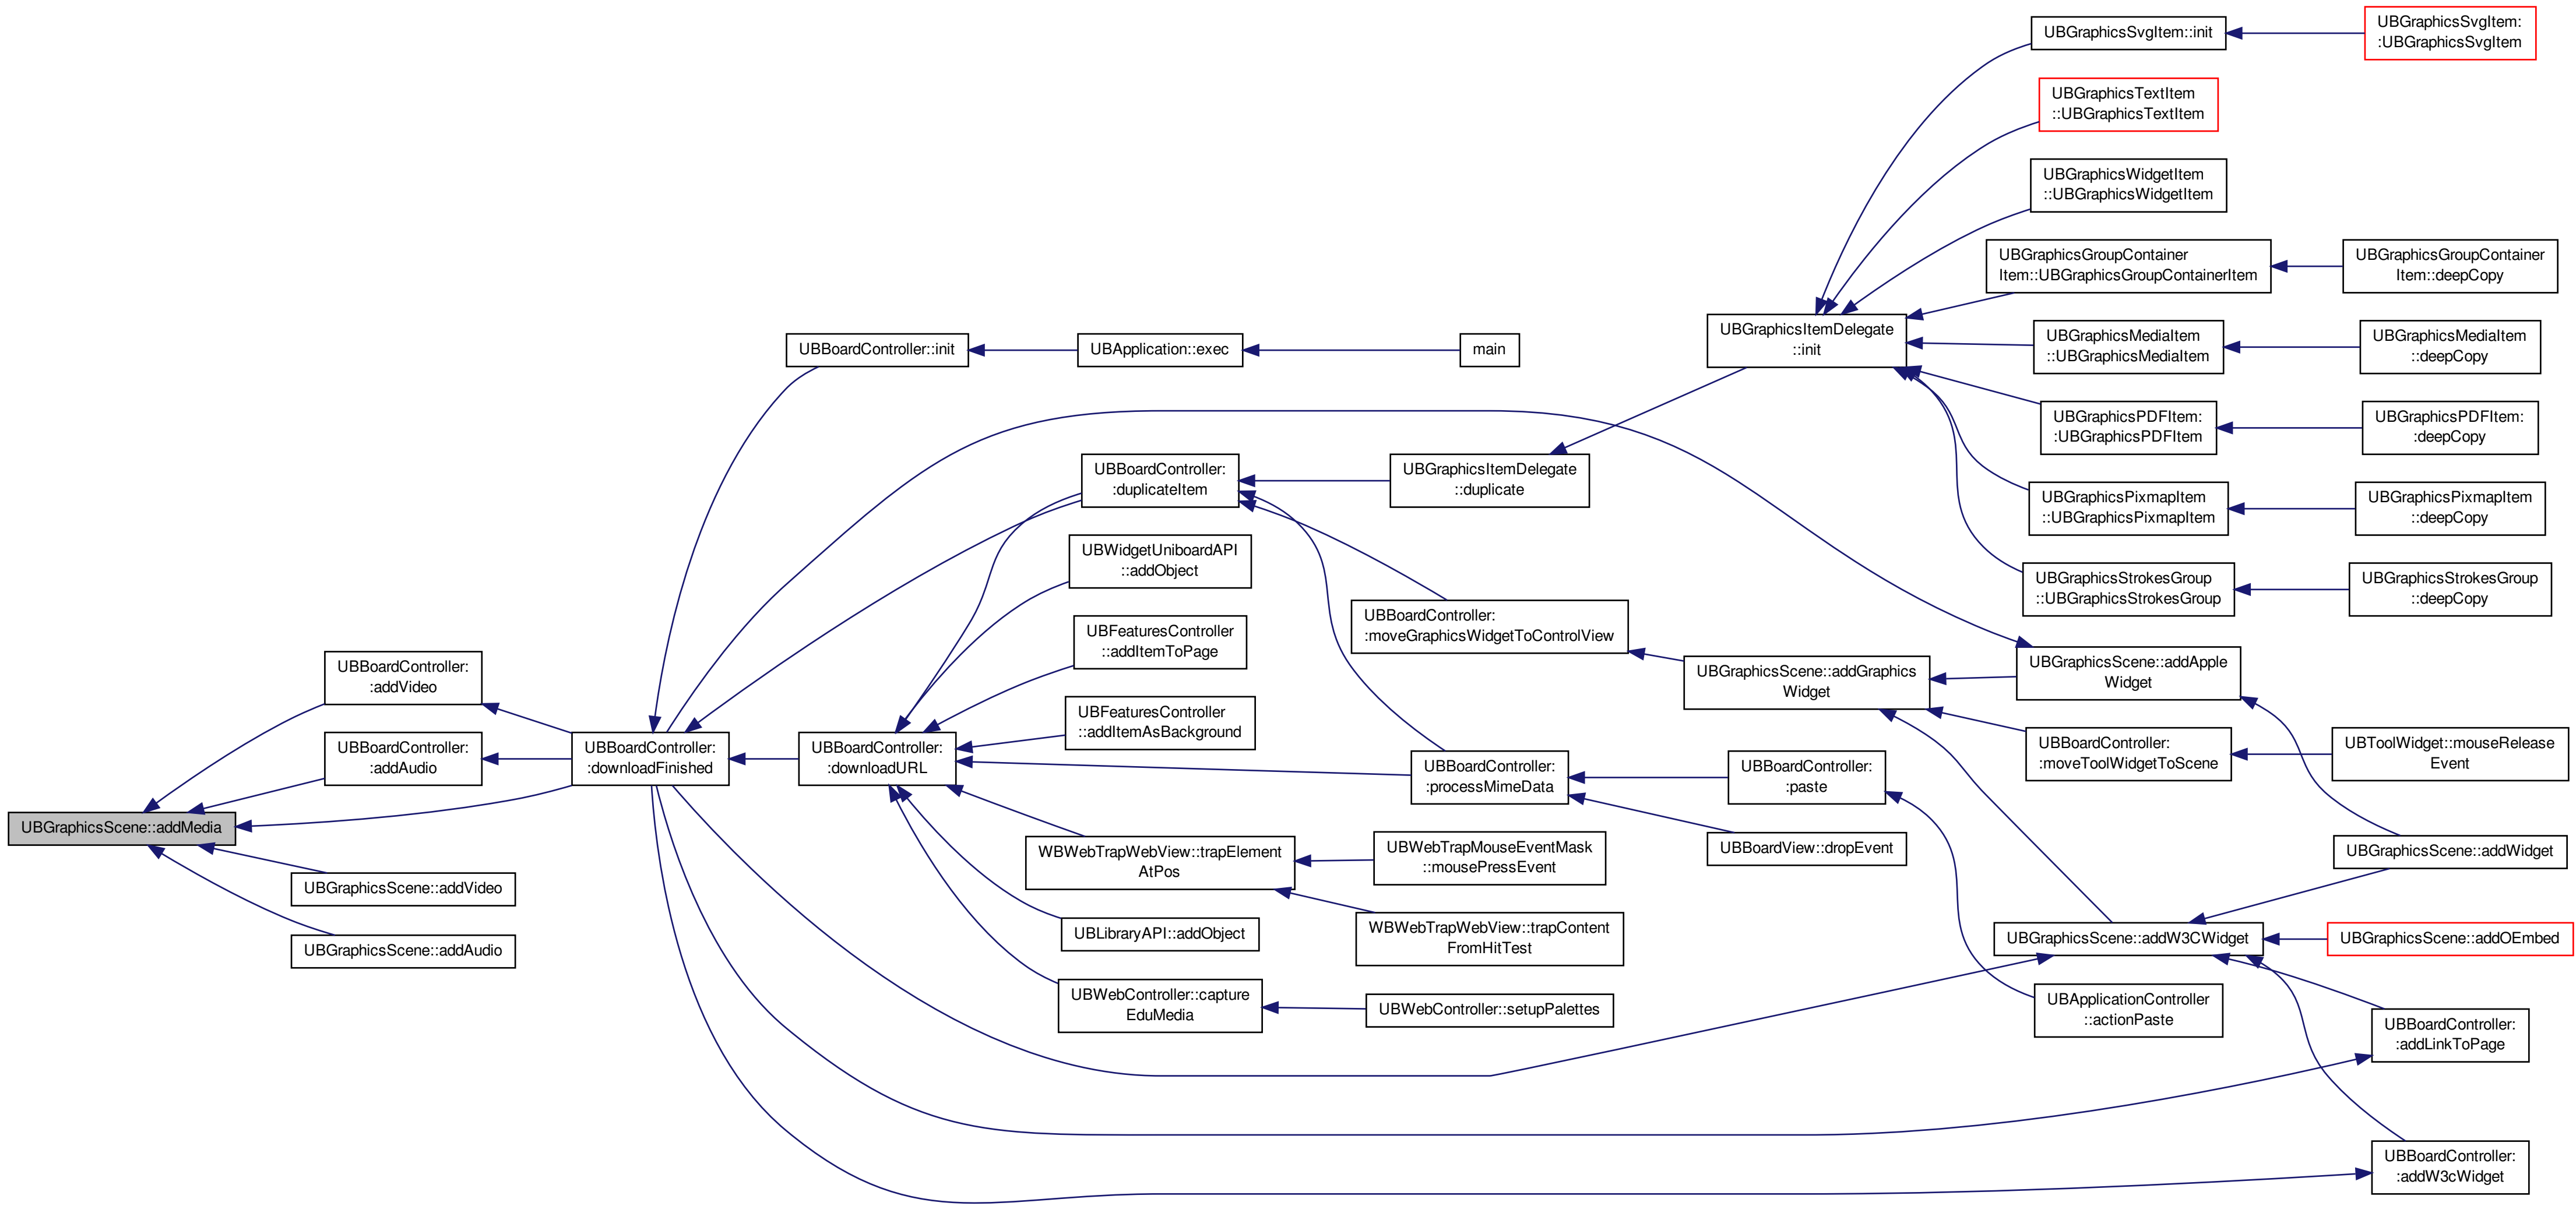 UBGraphicsScene::addMedia
UBBoardController:
:addVideo
UBBoardController:
:addAudio
UBGraphicsScene::addVideo
UBGraphicsScene::addAudio
UBBoardController:
:downloadFinished
UBBoardController::init
UBApplication::exec
main
UBBoardController:
:downloadURL
UBBoardController:
:duplicateItem
UBWidgetUniboardAPI
::addObject
UBFeaturesController
::addItemToPage
UBFeaturesController
::addItemAsBackground
WBWebTrapWebView::trapElement
AtPos
UBLibraryAPI::addObject
UBWebController::capture
EduMedia
UBGraphicsItemDelegate
::duplicate
UBBoardController:
:moveGraphicsWidgetToControlView
UBBoardController:
:processMimeData
UBWebTrapMouseEventMask
::mousePressEvent
WBWebTrapWebView::trapContent
FromHitTest
UBWebController::setupPalettes
UBGraphicsItemDelegate
::init
UBGraphicsScene::addGraphics
Widget
UBBoardController:
:paste
UBBoardView::dropEvent
UBGraphicsSvgItem::init
UBGraphicsSvgItem:
:UBGraphicsSvgItem
UBGraphicsTextItem
::UBGraphicsTextItem
UBGraphicsWidgetItem
::UBGraphicsWidgetItem
UBGraphicsGroupContainer
Item::UBGraphicsGroupContainerItem
UBGraphicsGroupContainer
Item::deepCopy
UBGraphicsMediaItem
::UBGraphicsMediaItem
UBGraphicsMediaItem
::deepCopy
UBGraphicsPDFItem:
:UBGraphicsPDFItem
UBGraphicsPDFItem:
:deepCopy
UBGraphicsPixmapItem
::UBGraphicsPixmapItem
UBGraphicsPixmapItem
::deepCopy
UBGraphicsStrokesGroup
::UBGraphicsStrokesGroup
UBGraphicsStrokesGroup
::deepCopy
UBGraphicsScene::addApple
Widget
UBBoardController:
:moveToolWidgetToScene
UBToolWidget::mouseRelease
Event
UBGraphicsScene::addWidget
UBGraphicsScene::addW3CWidget
UBGraphicsScene::addOEmbed
UBApplicationController
::actionPaste
UBBoardController:
:addLinkToPage
UBBoardController:
:addW3cWidget